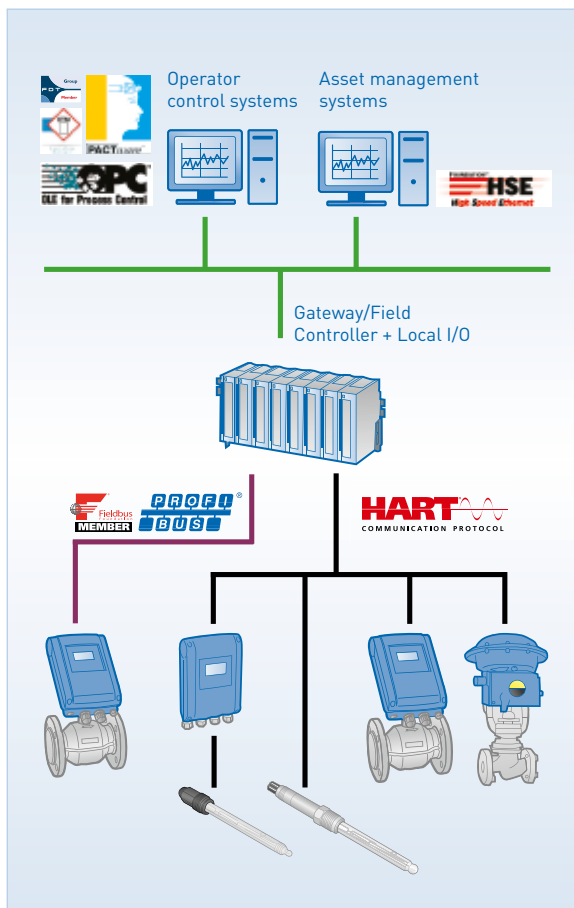 Operator
control systems
Asset management
systems
Group
FDT
Member
PACT
OPC
OLE for Process Control
FOUNDATION
HSE
High Speed Ethernet
Gateway/Field
Controller + Local I/O
Fieldbus
MEMBER
PROFI
BUS
®
HART
COMMUNICATION PROTOCOL